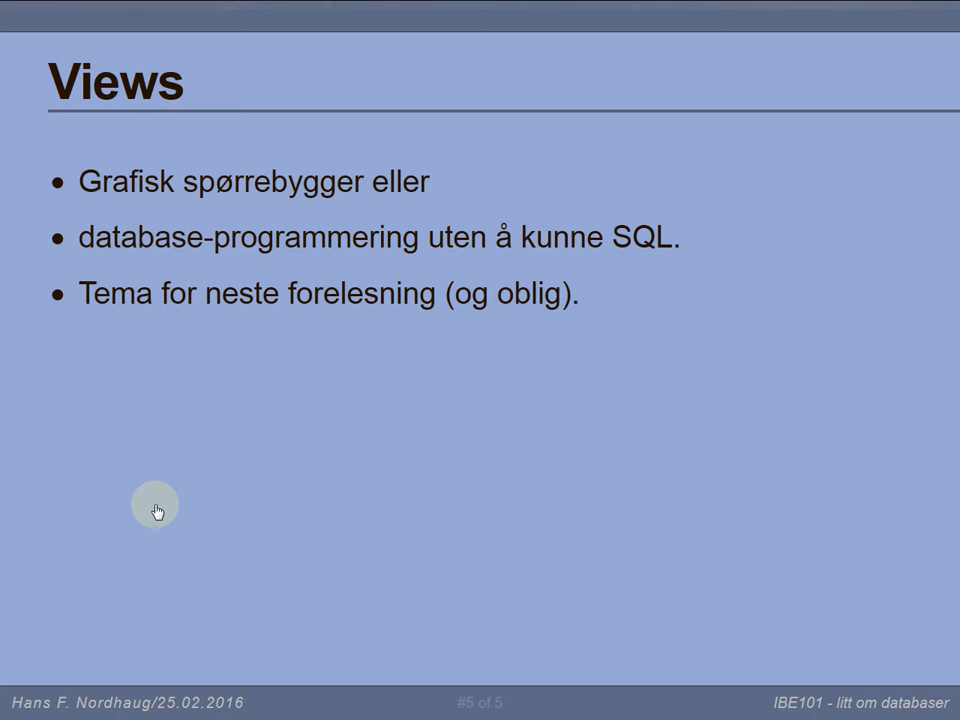 Views
Grafisk spørrebygger eller
database-programmering uten å kunne SQL.
Tema for neste forelesning (og oblig).
Hans F. Nordhaug/25.02.2016
#5 of 5
IBE101 - litt om databaser